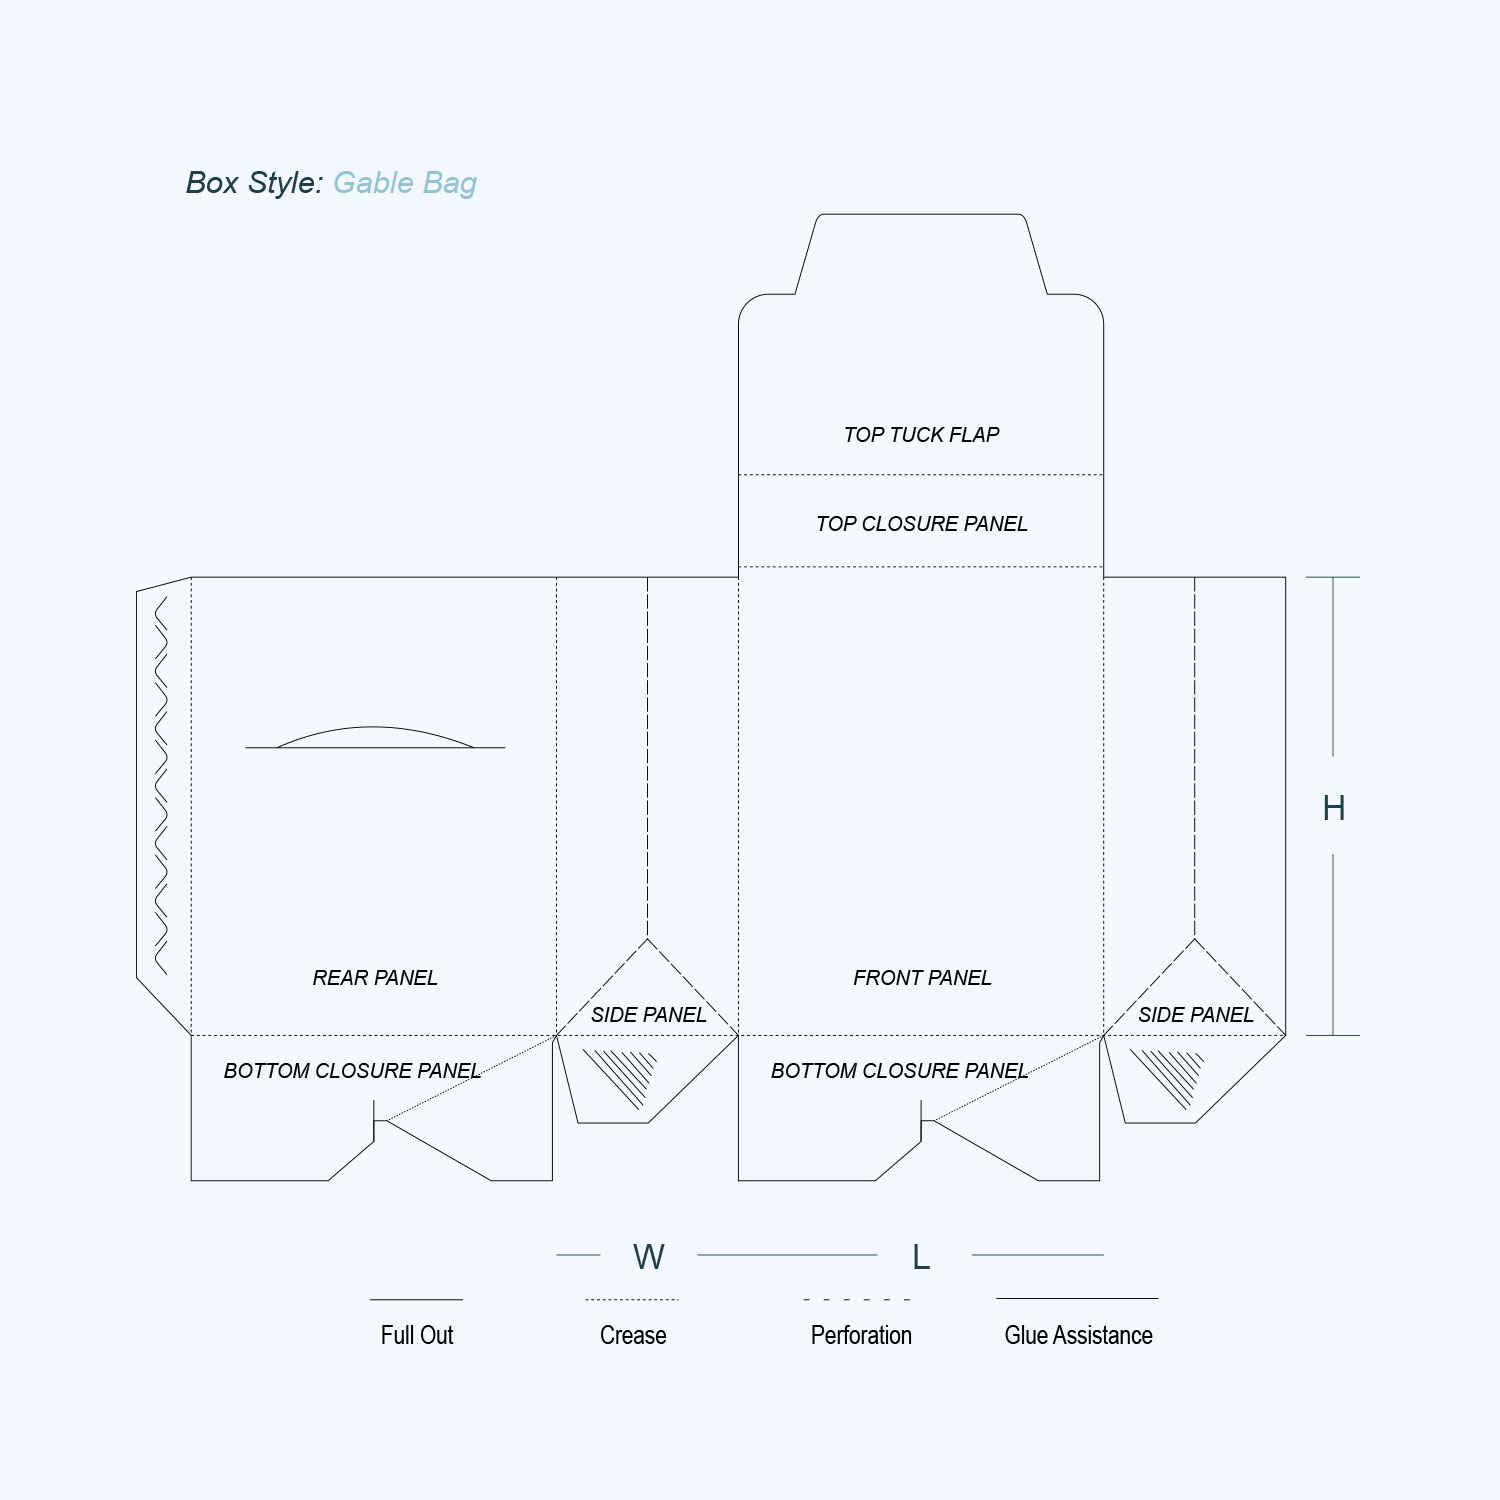 Box Style: Gable Bag
TOP TUCK FLAP
TOP CLOSURE PANEL
H
REAR PANEL
FRONT PANEL
SIDE PANEL
SIDE PANEL
BOTTOM CLOSURE PANEL
BOTTOM CLOSURE PANEL
W
L
Full Out
Crease
Perforation
Glue Assistance